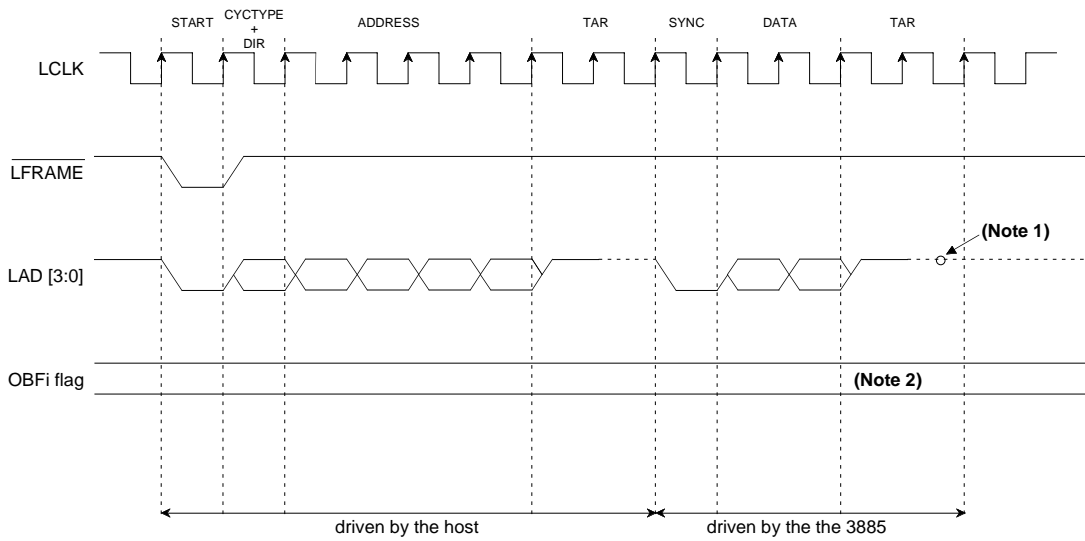 START
CYCTYPE
+
DIR
ADDRESS
TAR
SYNC
DATA
TAR
LCLK
LFRAME
(Note 1)
LAD [3:0]
OBFi flag
(Note 2)
driven by the host
driven by the the 3885